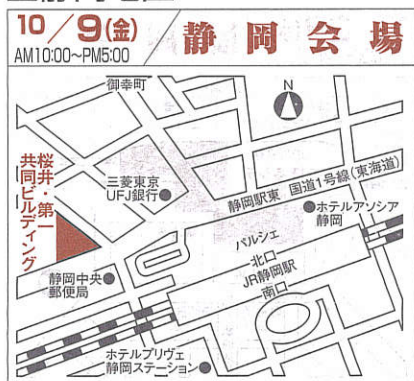 10/9(金)
AM10:00~PM5:00
静岡会場
御幸町
N
桜井・第一
共同ビルディング
三菱東京
UFJ銀行
静岡駅東
国道1号線(東海道)
ホテルアソシア
静岡
パルシェ
北口
JR静岡駅
南口
静岡中央
郵便局
ホテルプリヴェ
静岡ステーション